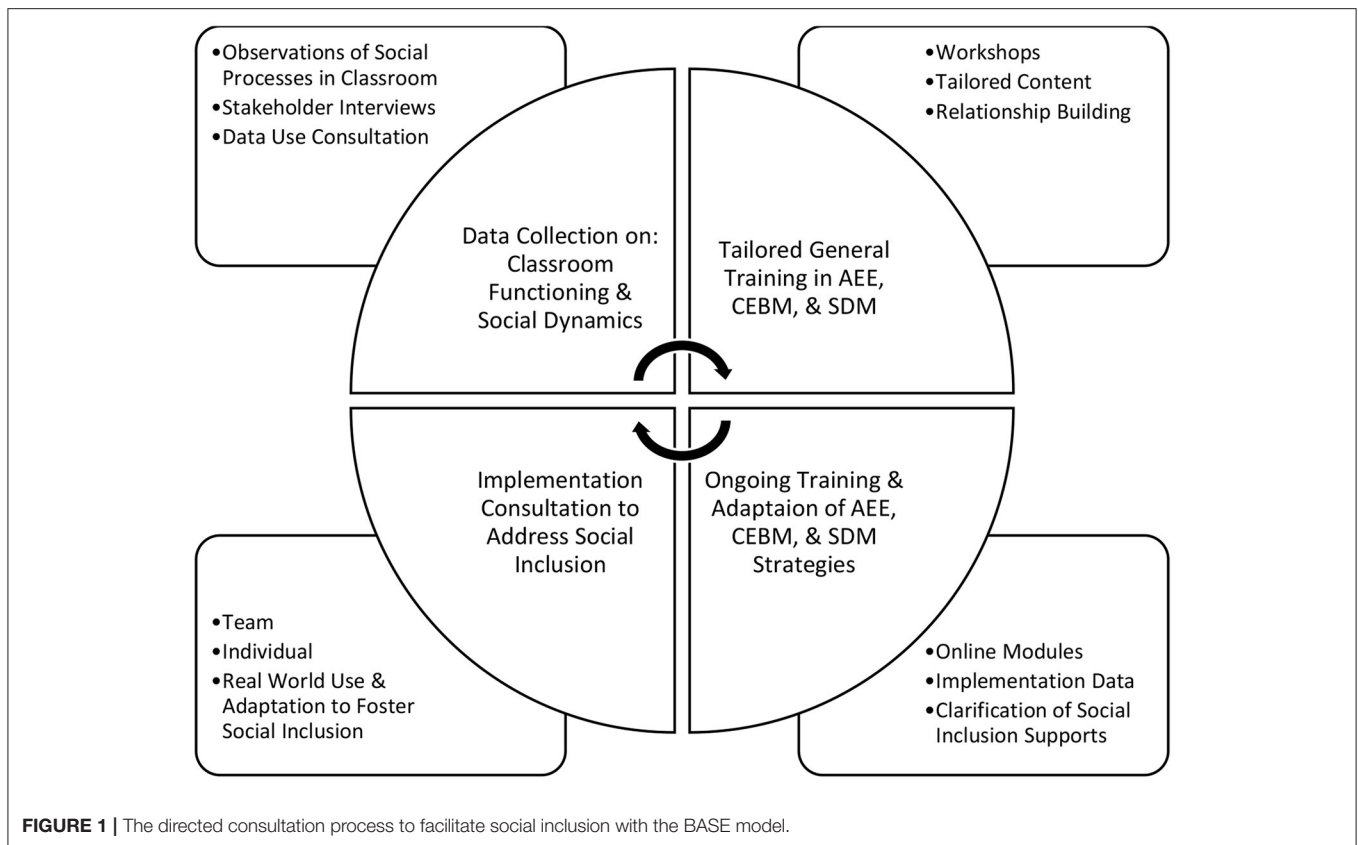 •Observations of Social
Processes in Classroom
•Stakeholder Interviews
•Data Use Consultation
•Workshops
•Tailored Content
•Relationship Building
Data Collection on:
Classroom
Functioning &
Social Dynamics
Tailored General
Training in AEE,
CEBM, & SDM
Implementation
Consultation to
Address Social
Inclusion
Ongoing Training &
Adaptaion of AEE,
CEBM, & SDM
Strategies
•Team
•Individual
•Real World Use &
Adaptation to Foster
Social Inclusion
•Online Modules
•Implementation Data
•Clarification of Social
Inclusion Supports
FIGURE 1 | The directed consultation process to facilitate social inclusion with the BASE model.